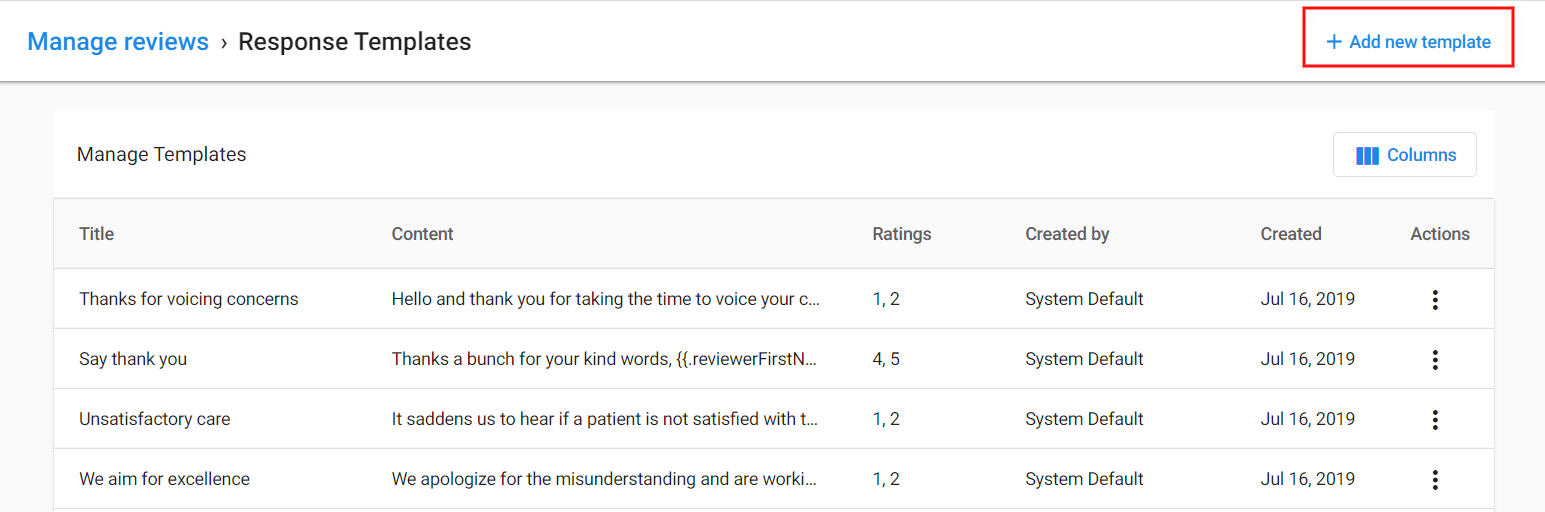 Manage reviews › Response Templates
+ Add new template
Manage Templates
Columns
Title Content Ratings Created by Created Actions
Thanks for voicing concerns Hello and thank you for taking the time to voice your c... 1, 2 System Default Jul 16, 2019
Say thank you Thanks a bunch for your kind words, {{.reviewerFirstN... 4, 5 System Default Jul 16, 2019
Unsatisfactory care It saddens us to hear if a patient is not satisfied with t... 1, 2 System Default Jul 16, 2019
We aim for excellence We apologize for the misunderstanding and are worki... 1, 2 System Default Jul 16, 2019